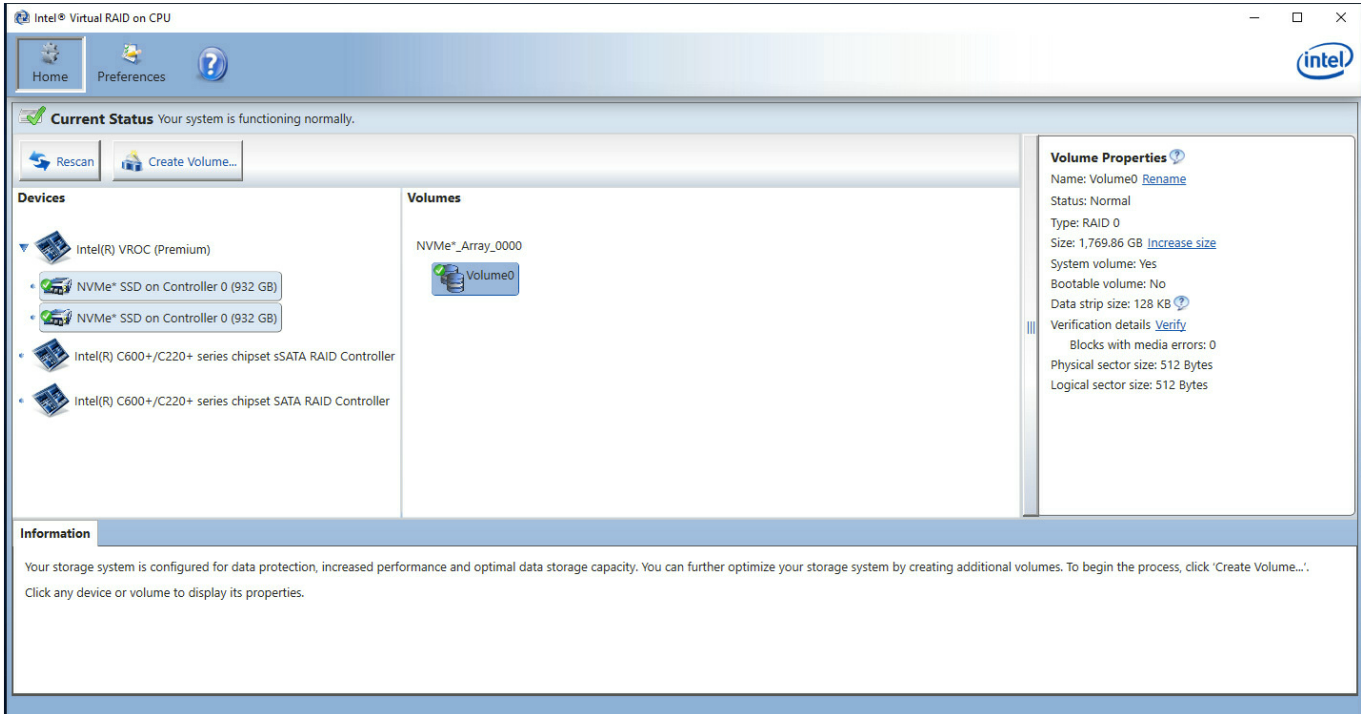 Intel® Virtual RAID on CPU
Home
Preferences
?
intel
Current Status Your system is functioning normally.
Rescan
Create Volume...
Devices
Intel(R) VROC (Premium)
NVMe* SSD on Controller 0 (932 GB)
NVMe* SSD on Controller 0 (932 GB)
Intel(R) C600+/C220+ series chipset sSATA RAID Controller
Intel(R) C600+/C220+ series chipset SATA RAID Controller
Volumes
NVMe*_Array_0000
Volume0
Volume Properties ?
Name: Volume0 Rename
Status: Normal
Type: RAID 0
Size: 1,769.86 GB Increase size
System volume: Yes
Bootable volume: No
Data strip size: 128 KB ?
Verification details Verify
Blocks with media errors: 0
Physical sector size: 512 Bytes
Logical sector size: 512 Bytes
Information
Your storage system is configured for data protection, increased performance and optimal data storage capacity. You can further optimize your storage system by creating additional volumes. To begin the process, click 'Create Volume...'.
Click any device or volume to display its properties.